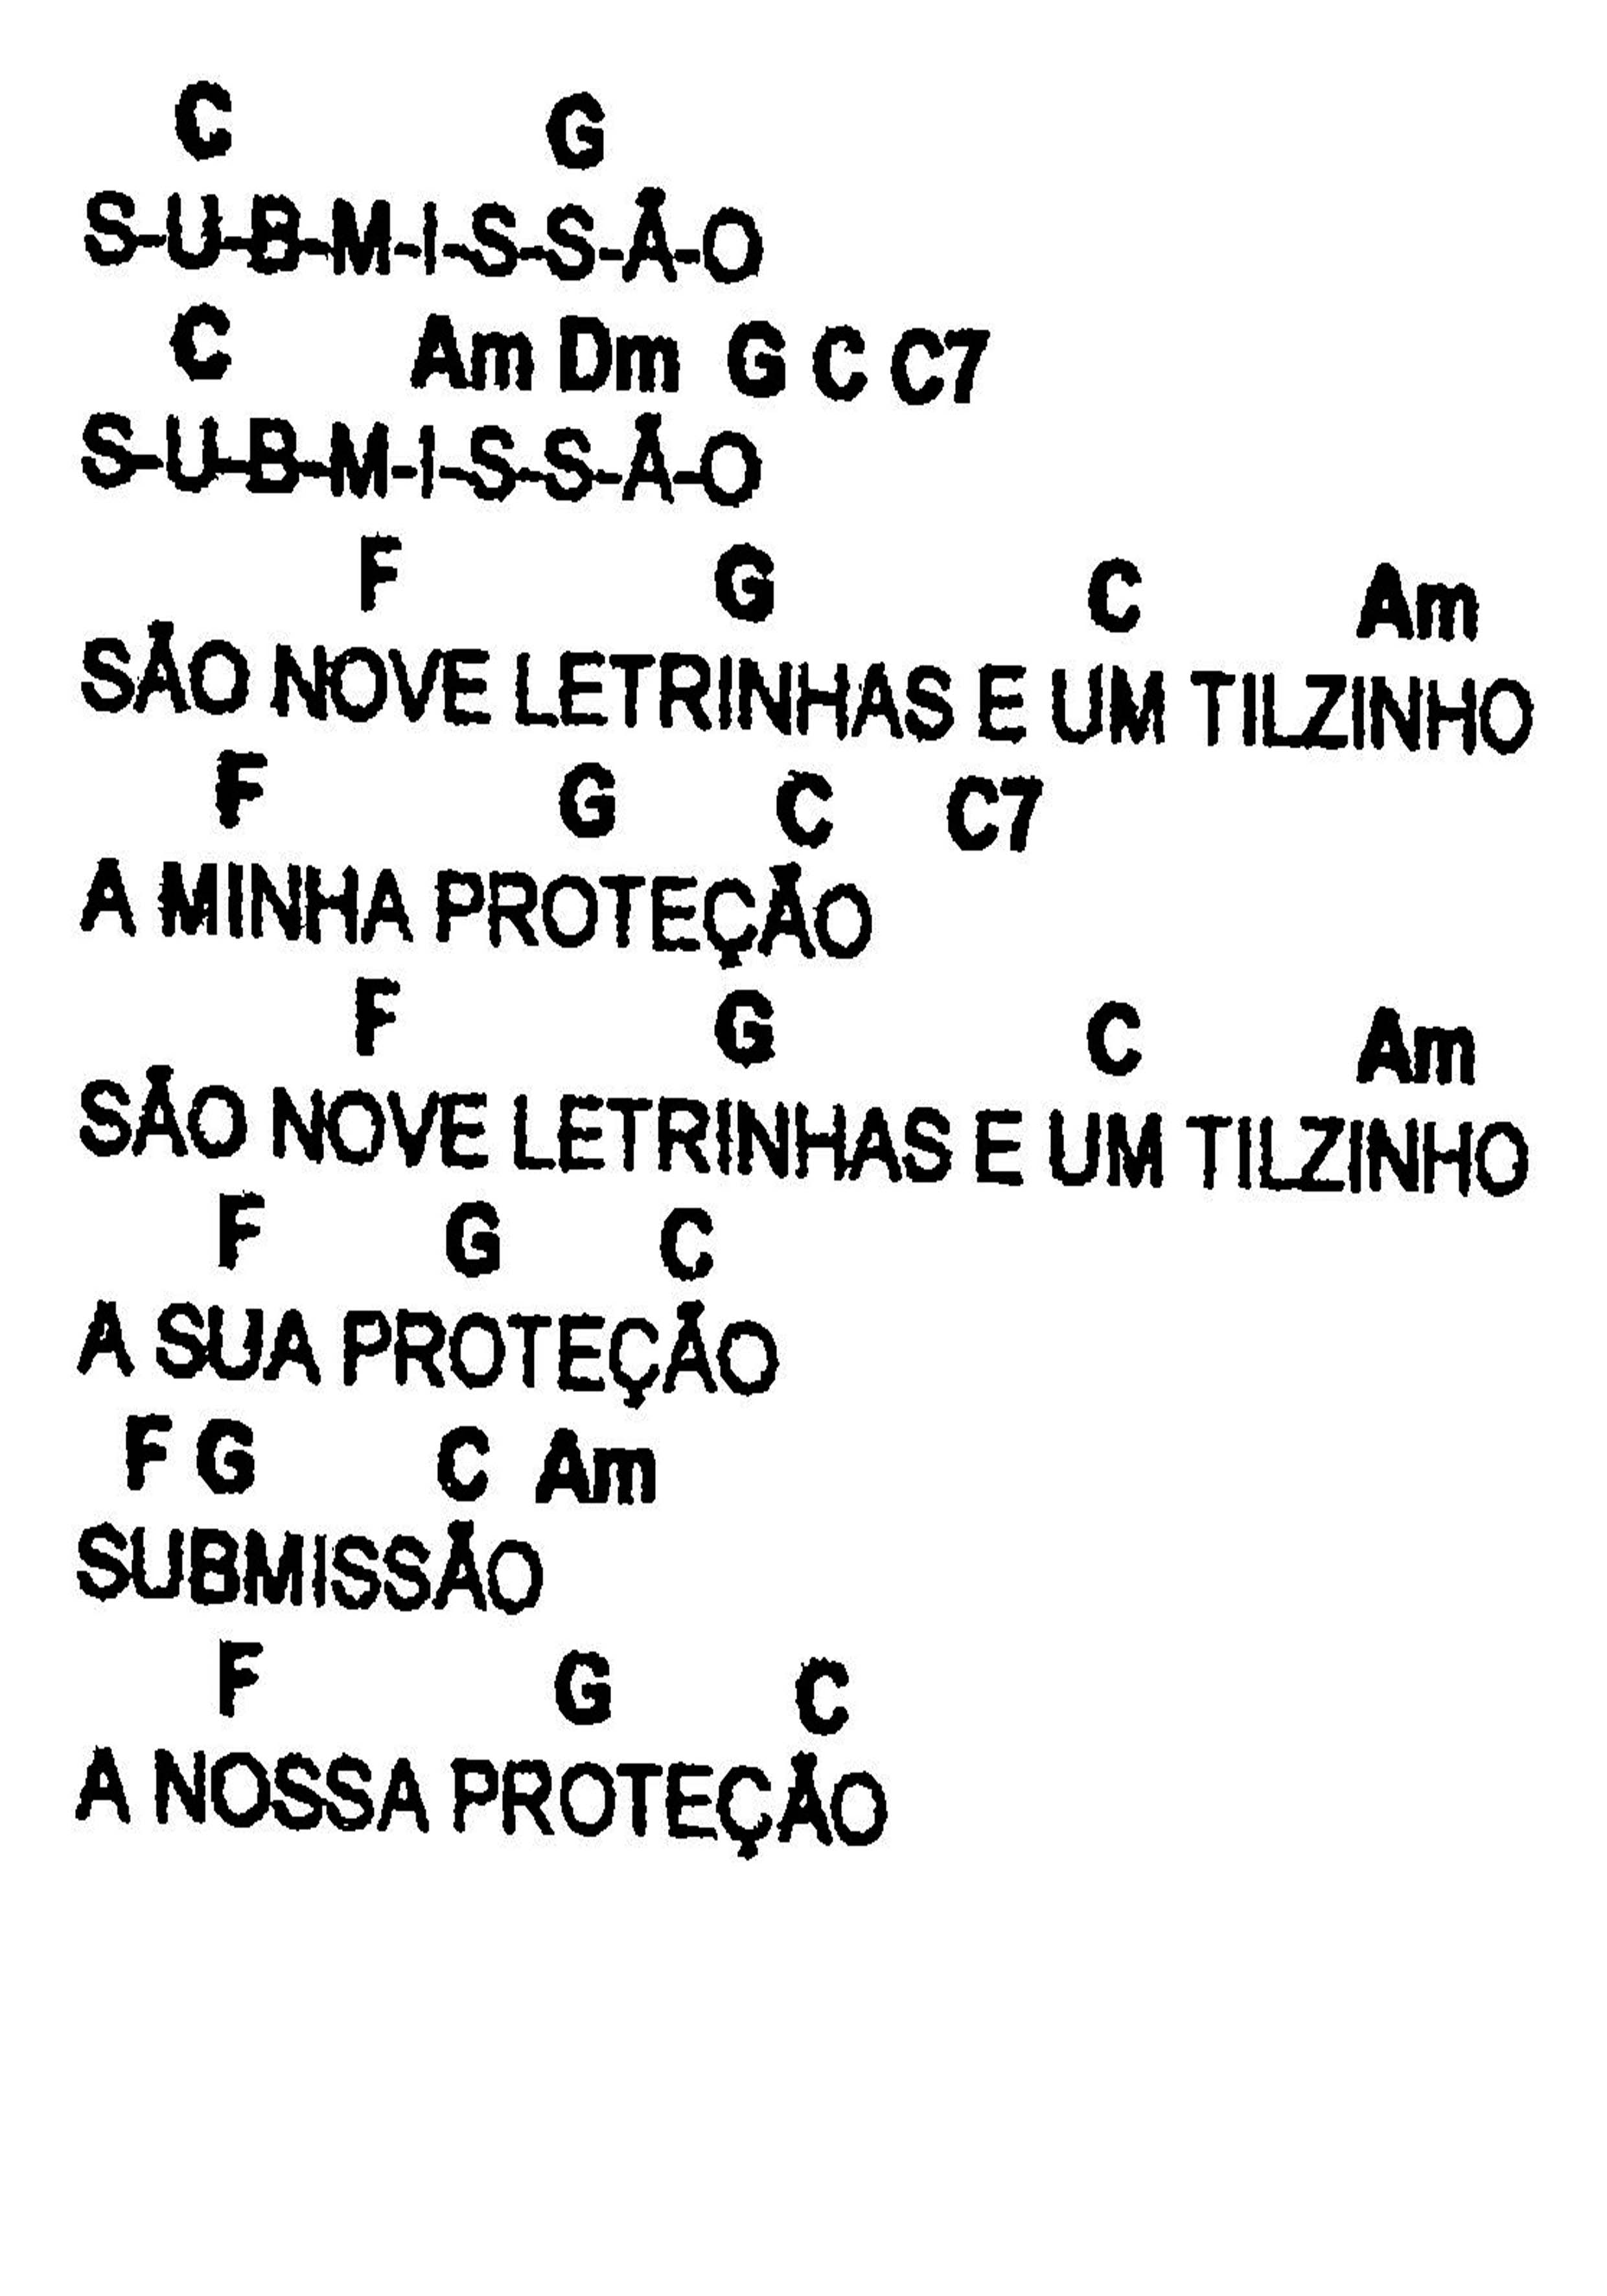 C G
S-U-B-M-I-S-S-Ã-O
C Am Dm G C C7
S-U-B-M-I-S-S-Ã-O
F G C Am
SÃO NOVE LETRINHAS E UM TILZINHO
F G C C7
A MINHA PROTEÇÃO
F G C Am
SÃO NOVE LETRINHAS E UM TILZINHO
F G C
A SUA PROTEÇÃO
F G C Am
SUBMISSÃO
F G C
A NOSSA PROTEÇÃO